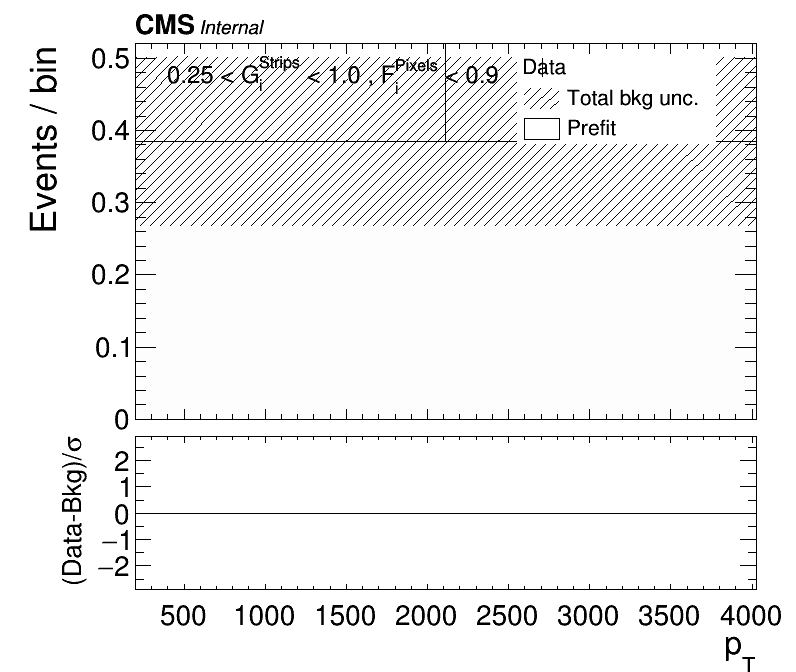 CMS Internal
Events / bin
0.5
0.4
0.3
0.2
0.1
0
0.25 < G_i^Strips < 1.0 , F_i^Pixels < 0.9
Data
Total bkg unc.
Prefit
(Data-Bkg)/σ
2
1
0
−1
−2
500 1000 1500 2000 2500 3000 3500 4000
p_T